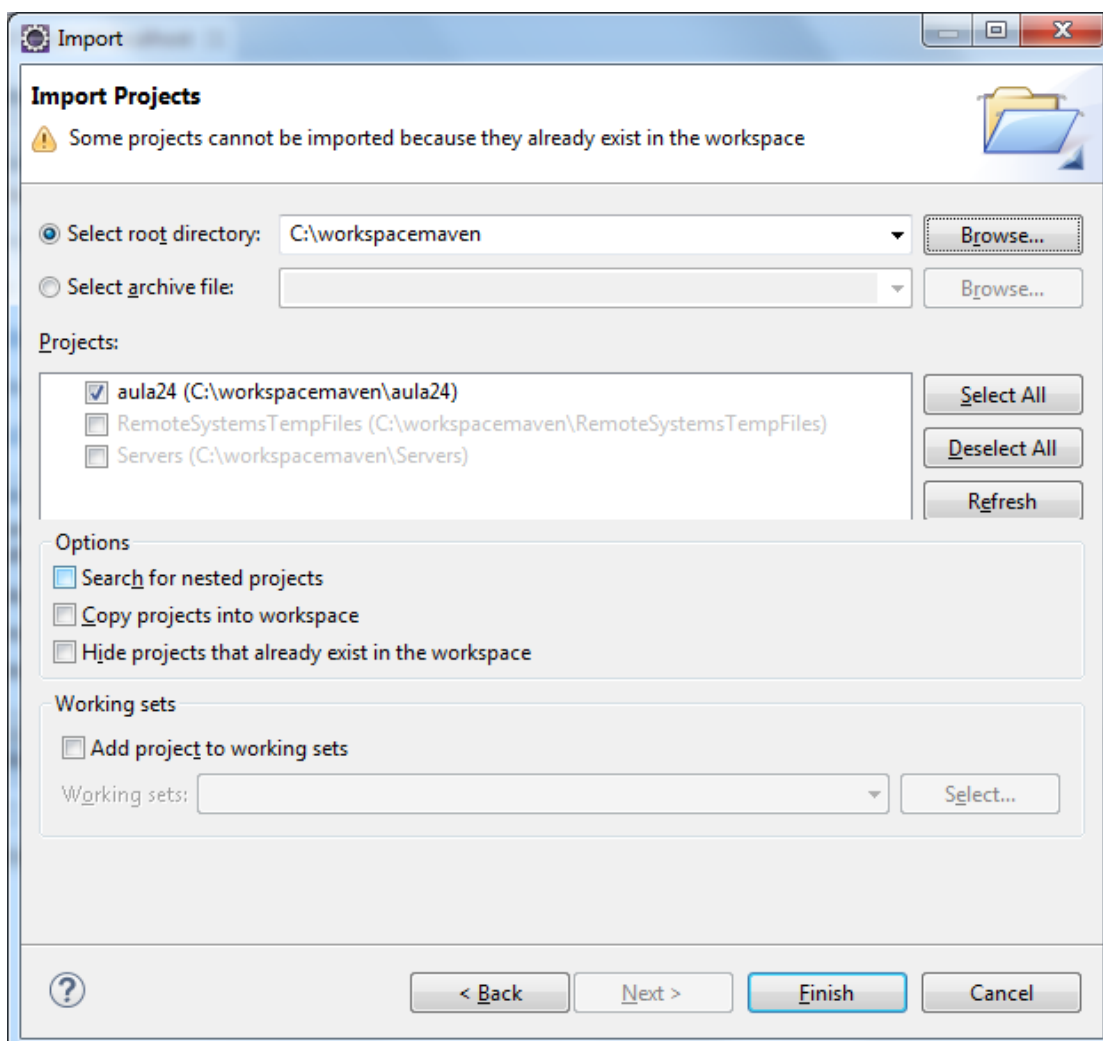 Import
Import Projects
Some projects cannot be imported because they already exist in the workspace
Select root directory: C:\workspacemaven Browse...
Select archive file: Browse...
Projects:
aula24 (C:\workspacemaven\aula24)
RemoteSystemsTempFiles (C:\workspacemaven\RemoteSystemsTempFiles)
Servers (C:\workspacemaven\Servers)
Select All
Deselect All
Refresh
Options
Search for nested projects
Copy projects into workspace
Hide projects that already exist in the workspace
Working sets
Add project to working sets
Working sets: Select...
? < Back Next > Finish Cancel